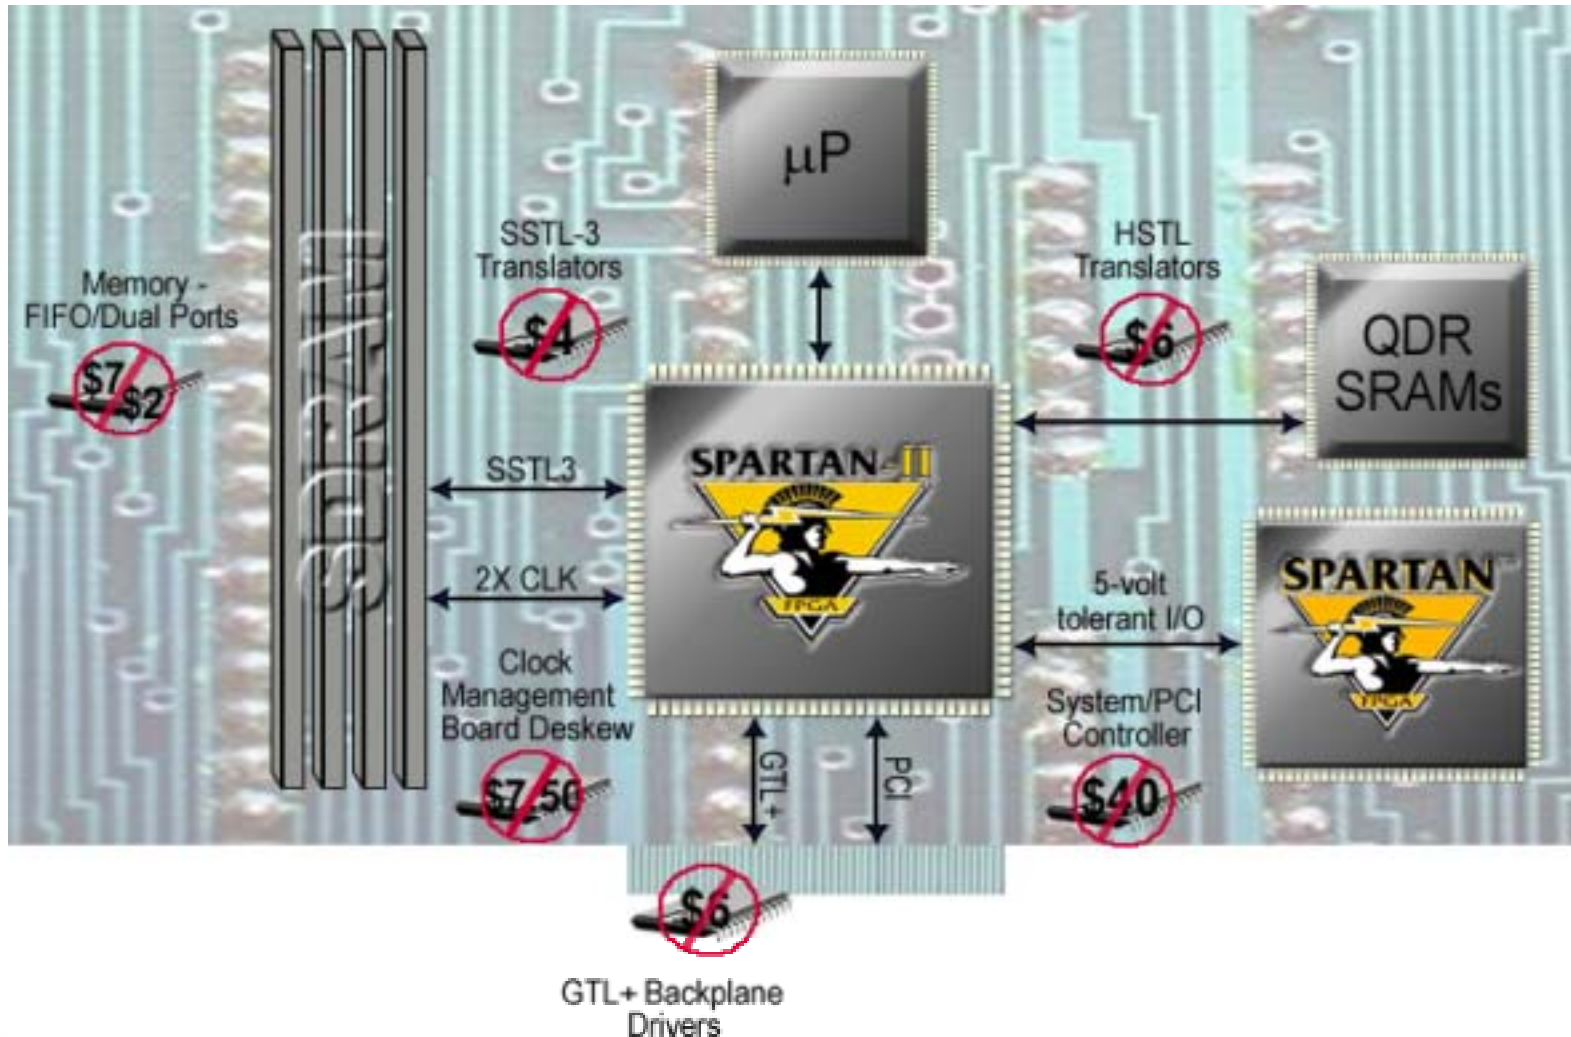 μP
SSTL-3
Translators
$4
HSTL
Translators
$6
Memory -
FIFO/Dual Ports
$7
$2
SDRAM
QDR
SRAMs
SPARTAN-II
FPGA
SSTL3
2X CLK
Clock
Management
Board Deskew
$7.50
5-volt
tolerant I/O
SPARTAN™
FPGA
System/PCI
Controller
$40
GTL+
PCI
$6
GTL+ Backplane
Drivers